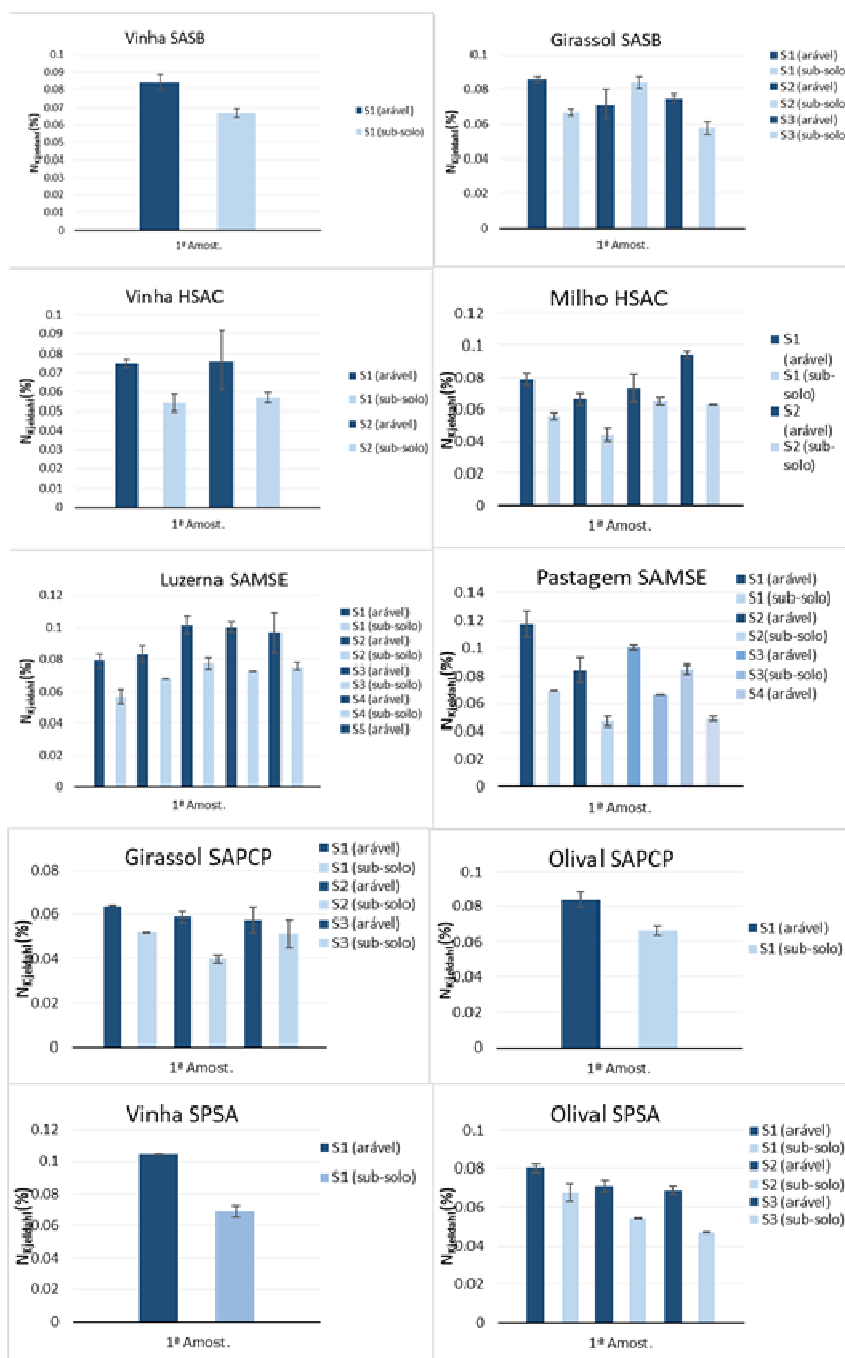 Vinha SASB
0.1
0.09
0.08
0.07
0.06
0.05
0.04
0.03
0.02
0.01
0
NKjeldahl(%)
1ª Amost.
S1 (arável)
S1 (sub-solo)
Girassol SASB
0.1
0.08
0.06
0.04
0.02
0
NKjeldahl(%)
1ª Amost.
S1 (arável)
S1 (sub-solo)
S2 (arável)
S2 (sub-solo)
S3 (arável)
S3 (sub-solo)
Vinha HSAC
0.1
0.09
0.08
0.07
0.06
0.05
0.04
0.03
0.02
0.01
0
NKjeldahl(%)
1ª Amost.
S1 (arável)
S1 (sub-solo)
S2 (arável)
S2 (sub-solo)
Milho HSAC
0.12
0.1
0.08
0.06
0.04
0.02
0
NKjeldahl(%)
1ª Amost.
S1
(arável)
S1 (sub-
solo)
S2
(arável)
S2 (sub-
solo)
Luzerna SAMSE
0.12
0.1
0.08
0.06
0.04
0.02
0
NKjeldahl(%)
1ª Amost.
S1 (arável)
S1 (sub-solo)
S2 (arável)
S2 (sub-solo)
S3 (arável)
S3 (sub-solo)
S4 (arável)
S4 (sub-solo)
S5 (arável)
Pastagem SAMSE
0.14
0.12
0.1
0.08
0.06
0.04
0.02
0
NKjeldahl(%)
1ª Amost.
S1 (arável)
S1 (sub-solo)
S2 (arável)
S2(sub-solo)
S3 (arável)
S3(sub-solo)
S4 (arável)
Girassol SAPCP
0.08
0.06
0.04
0.02
0
NKjeldahl(%)
1ª Amost.
S1 (arável)
S1 (sub-solo)
S2 (arável)
S2 (sub-solo)
S3 (arável)
S3 (sub-solo)
Olival SAPCP
0.1
0.08
0.06
0.04
0.02
0
NKjeldahl(%)
1ª Amost.
S1 (arável)
S1 (sub-solo)
Vinha SPSA
0.12
0.1
0.08
0.06
0.04
0.02
0
NKjeldahl(%)
1ª Amost.
S1 (arável)
S1 (sub-solo)
Olival SPSA
0.1
0.08
0.06
0.04
0.02
0
NKjeldahl(%)
1ª Amost.
S1 (arável)
S1 (sub-solo)
S2 (arável)
S2 (sub-solo)
S3 (arável)
S3 (sub-solo)